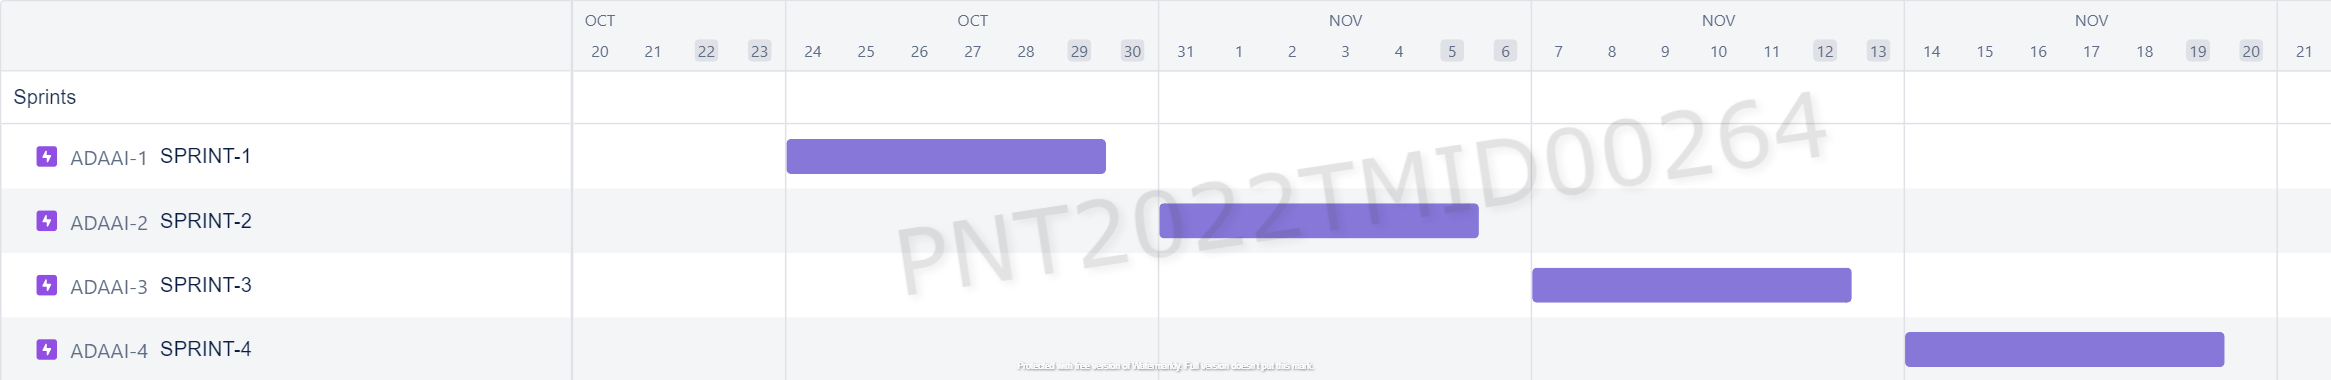 OCT OCT NOV NOV NOV
20 21 22 23 24 25 26 27 28 29 30 31 1 2 3 4 5 6 7 8 9 10 11 12 13 14 15 16 17 18 19 20 21
Sprints
ADAAI-1 SPRINT-1
ADAAI-2 SPRINT-2
ADAAI-3 SPRINT-3
ADAAI-4 SPRINT-4
PNT2022TMID00264
Protected with free version of Watermarkly. Full version doesn't put this mark.